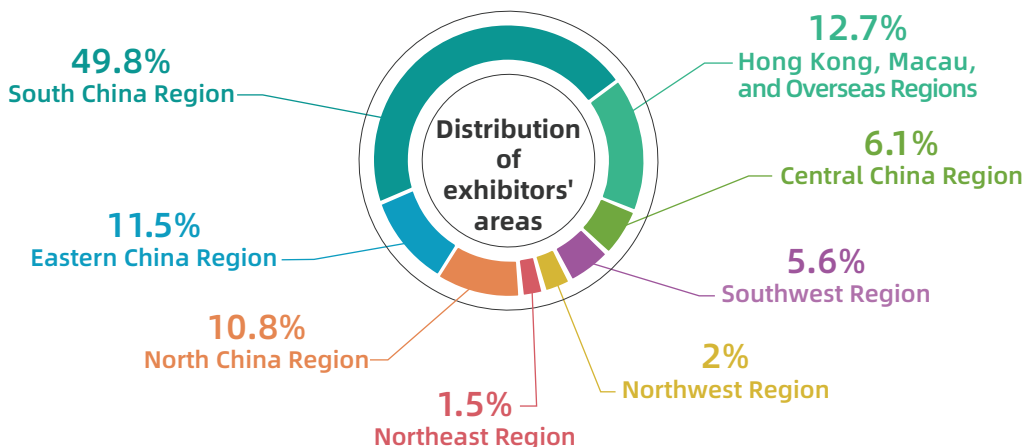 12.7%
Hong Kong, Macau,
and Overseas Regions
49.8%
South China Region
Distribution
of
exhibitors'
areas
6.1%
Central China Region
11.5%
Eastern China Region
5.6%
Southwest Region
10.8%
North China Region
2%
Northwest Region
1.5%
Northeast Region